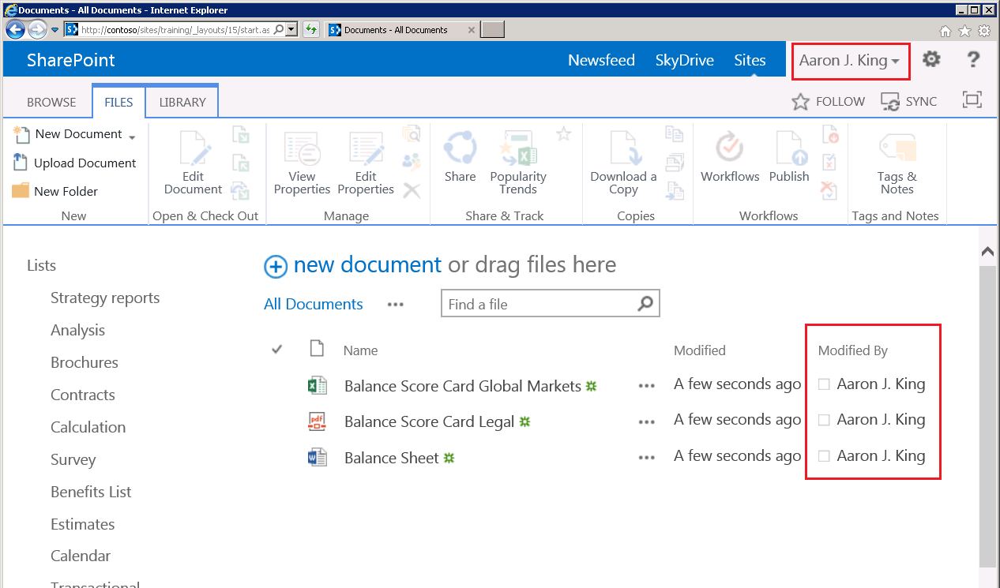 Documents - All Documents - Internet Explorer
http://contoso/sites/training/_layouts/15/start.as
Documents - All Documents
SharePoint
Newsfeed SkyDrive Sites Aaron J. King ?
BROWSE FILES LIBRARY FOLLOW SYNC
New Document
Upload Document
New Folder
New
Edit
Document
Open & Check Out
View
Properties
Edit
Properties
Manage
Share
Popularity
Trends
Share & Track
Download a
Copy
Copies
Workflows
Publish
Workflows
Tags &
Notes
Tags and Notes
Lists
Strategy reports
Analysis
Brochures
Contracts
Calculation
Survey
Benefits List
Estimates
Calendar
Transactional
new document or drag files here
All Documents ••• Find a file
Name Modified Modified By
Balance Score Card Global Markets ••• A few seconds ago Aaron J. King
pdf Balance Score Card Legal ••• A few seconds ago Aaron J. King
Balance Sheet ••• A few seconds ago Aaron J. King